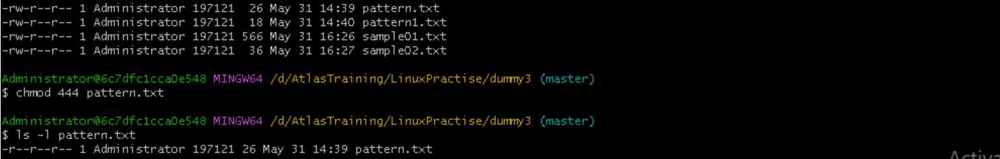 -rw-r--r-- 1 Administrator 197121  26 May 31 14:39 pattern.txt
-rw-r--r-- 1 Administrator 197121  18 May 31 14:40 pattern1.txt
-rw-r--r-- 1 Administrator 197121 566 May 31 16:26 sample01.txt
-rw-r--r-- 1 Administrator 197121  36 May 31 16:27 sample02.txt
Administrator@6c7dfc1cca0e548 MINGW64 /d/AtlasTraining/LinuxPractise/dummy3 (master)
$ chmod 444 pattern.txt
Administrator@6c7dfc1cca0e548 MINGW64 /d/AtlasTraining/LinuxPractise/dummy3 (master)
$ ls -l pattern.txt
-r--r--r-- 1 Administrator 197121 26 May 31 14:39 pattern.txt